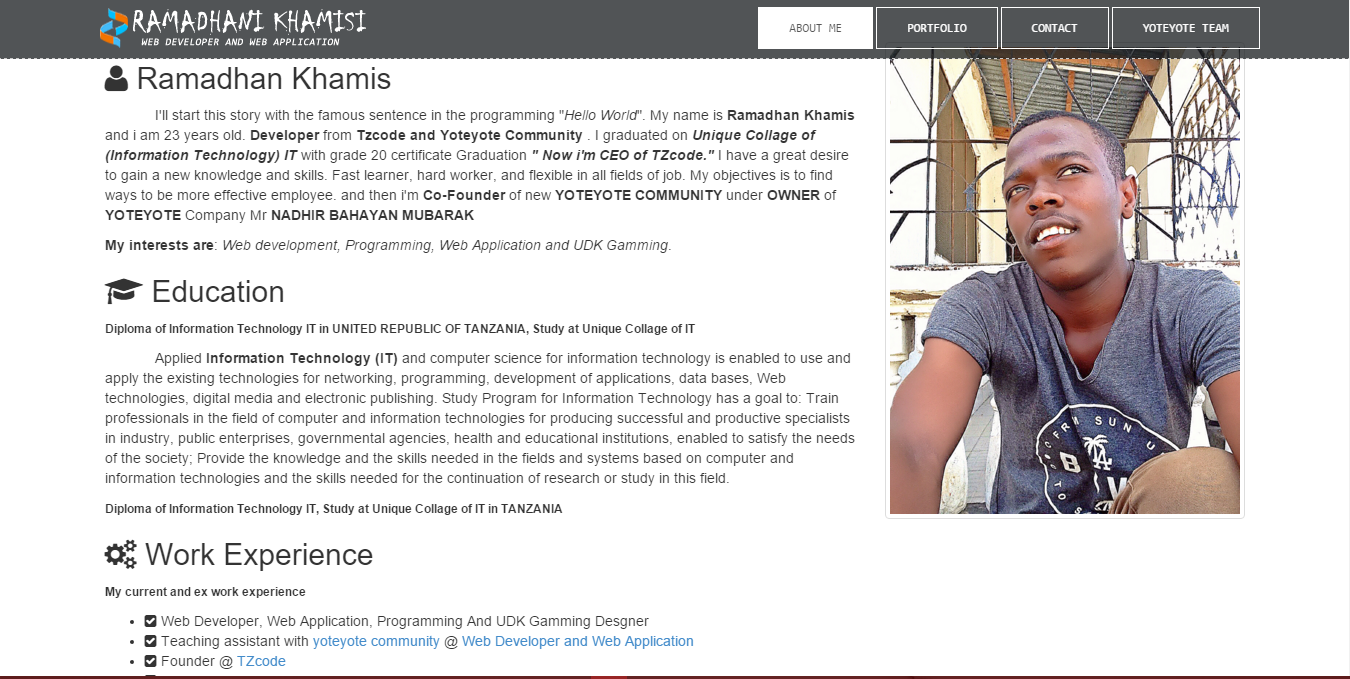 RAMADHANI KHAMISI
WEB DEVELOPER AND WEB APPLICATION
ABOUT ME
PORTFOLIO
CONTACT
YOTEYOTE TEAM
Ramadhan Khamis
I'll start this story with the famous sentence in the programming "Hello World". My name is Ramadhan Khamis
and i am 23 years old. Developer from Tzcode and Yoteyote Community . I graduated on Unique Collage of
(Information Technology) IT with grade 20 certificate Graduation " Now i'm CEO of TZcode." I have a great desire
to gain a new knowledge and skills. Fast learner, hard worker, and flexible in all fields of job. My objectives is to find
ways to be more effective employee. and then i'm Co-Founder of new YOTEYOTE COMMUNITY under OWNER of
YOTEYOTE Company Mr NADHIR BAHAYAN MUBARAK
My interests are: Web development, Programming, Web Application and UDK Gamming.
Education
Diploma of Information Technology IT in UNITED REPUBLIC OF TANZANIA, Study at Unique Collage of IT
Applied Information Technology (IT) and computer science for information technology is enabled to use and
apply the existing technologies for networking, programming, development of applications, data bases, Web
technologies, digital media and electronic publishing. Study Program for Information Technology has a goal to: Train
professionals in the field of computer and information technologies for producing successful and productive specialists
in industry, public enterprises, governmental agencies, health and educational institutions, enabled to satisfy the needs
of the society; Provide the knowledge and the skills needed in the fields and systems based on computer and
information technologies and the skills needed for the continuation of research or study in this field.
Diploma of Information Technology IT, Study at Unique Collage of IT in TANZANIA
Work Experience
My current and ex work experience
Web Developer, Web Application, Programming And UDK Gamming Desgner
Teaching assistant with yoteyote community @ Web Developer and Web Application
Founder @ TZcode
SUN
B LA